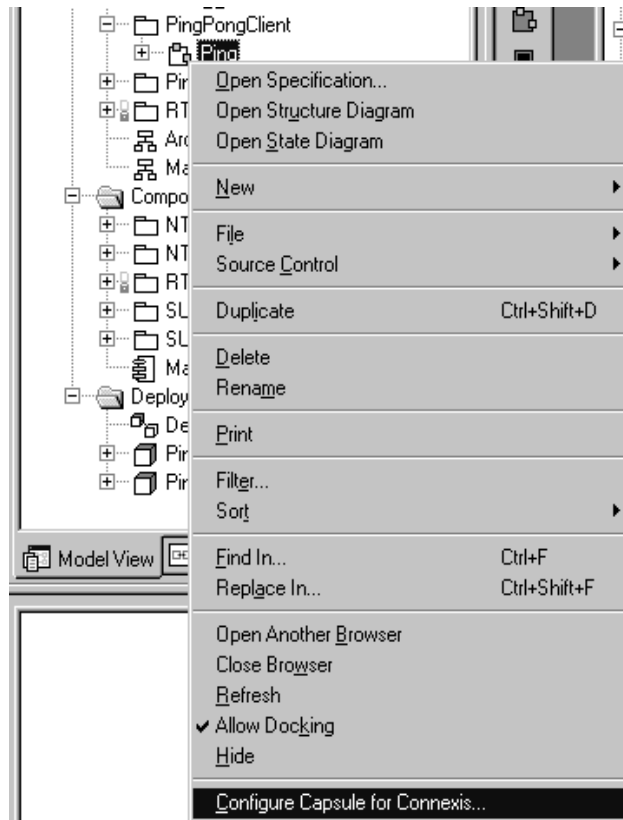 PingPongClient
Ping
Pin
RT
Arc
Ma
Compo
NT
NT
RT
SL
SL
Ma
Deploy
De
Pin
Pin
Model View
Open Specification...
Open Structure Diagram
Open State Diagram
New
File
Source Control
Duplicate Ctrl+Shift+D
Delete
Rename
Print
Filter...
Sort
Find In... Ctrl+F
Replace In... Ctrl+Shift+F
Open Another Browser
Close Browser
Refresh
Allow Docking
Hide
Configure Capsule for Connexis...